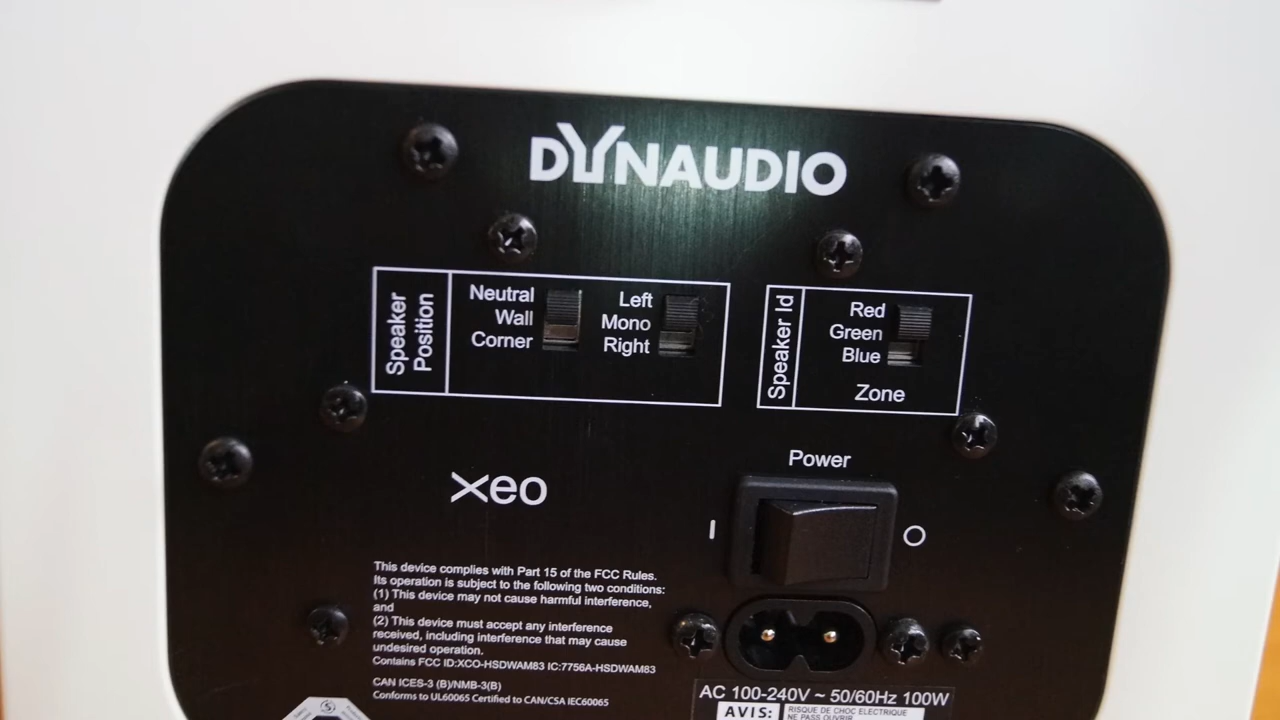 DYNAUDIO
Speaker
Position
Neutral
Wall
Corner
Left
Mono
Right
Speaker Id
Red
Green
Blue
Zone
Power
I
O
xeo
This device complies with Part 15 of the FCC Rules.
Its operation is subject to the following two conditions:
(1) This device may not cause harmful interference,
and
(2) This device must accept any interference
received, including interference that may cause
undesired operation.
Contains FCC ID:XCO-HSDWAM83 IC:7756A-HSDWAM83
CAN ICES-3 (B)/NMB-3(B)
Conforms to UL60065 Certified to CAN/CSA IEC60065
AC 100-240V ~ 50/60Hz 100W
AVIS:
RISQUE DE CHOC ELECTRIQUE
NE PAS OUVRIR